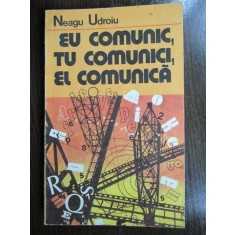 Neagu Udroiu
EU COMUNIC,
TU COMUNICI,
EL COMUNICĂ
R
O
S
E
Q